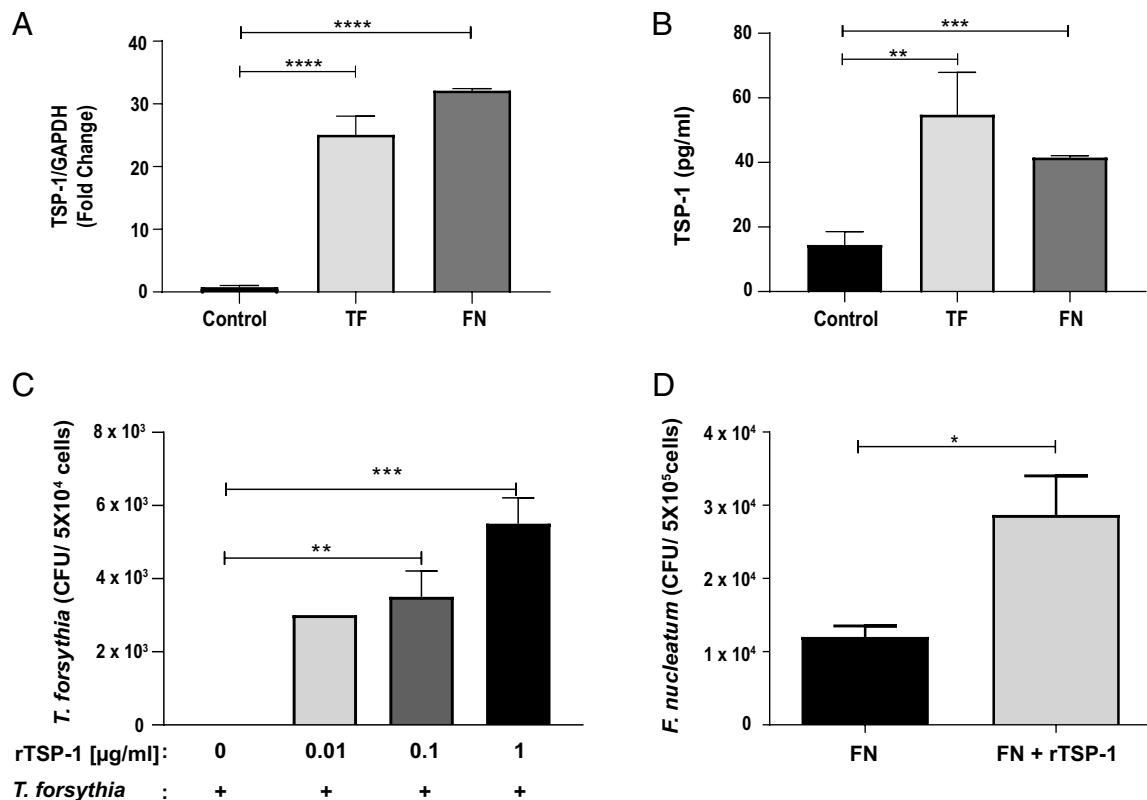 A
TSP-1/GAPDH
(Fold Change)
40
30
20
10
0
****
****
Control TF FN
B
TSP-1 (pg/ml)
80
60
40
20
0
***
**
Control TF FN
C
T. forsythia (CFU/ 5X10⁴ cells)
8 x 10³
6 x 10³
4 x 10³
2 x 10³
0
***
**
rTSP-1 [µg/ml] : 0 0.01 0.1 1
T. forsythia : + + + +
D
F. nucleatum (CFU/ 5X10⁵cells)
4 x 10⁴
3 x 10⁴
2 x 10⁴
1 x 10⁴
0
*
FN FN + rTSP-1